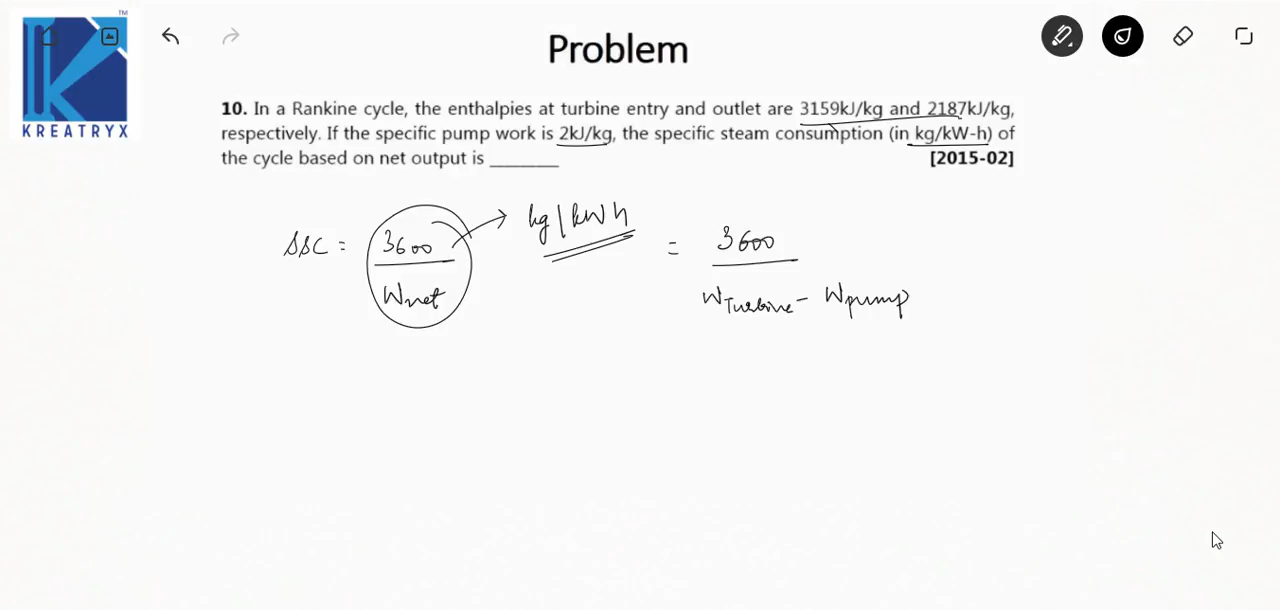 TM
KREATRYX
Problem
10. In a Rankine cycle, the enthalpies at turbine entry and outlet are 3159kJ/kg and 2187kJ/kg,
respectively. If the specific pump work is 2kJ/kg, the specific steam consumption (in kg/kW-h) of
the cycle based on net output is ________
[2015-02]
SSC = 3600 / Wnet → kg/kWh = 3600 / WTurbine - Wpump